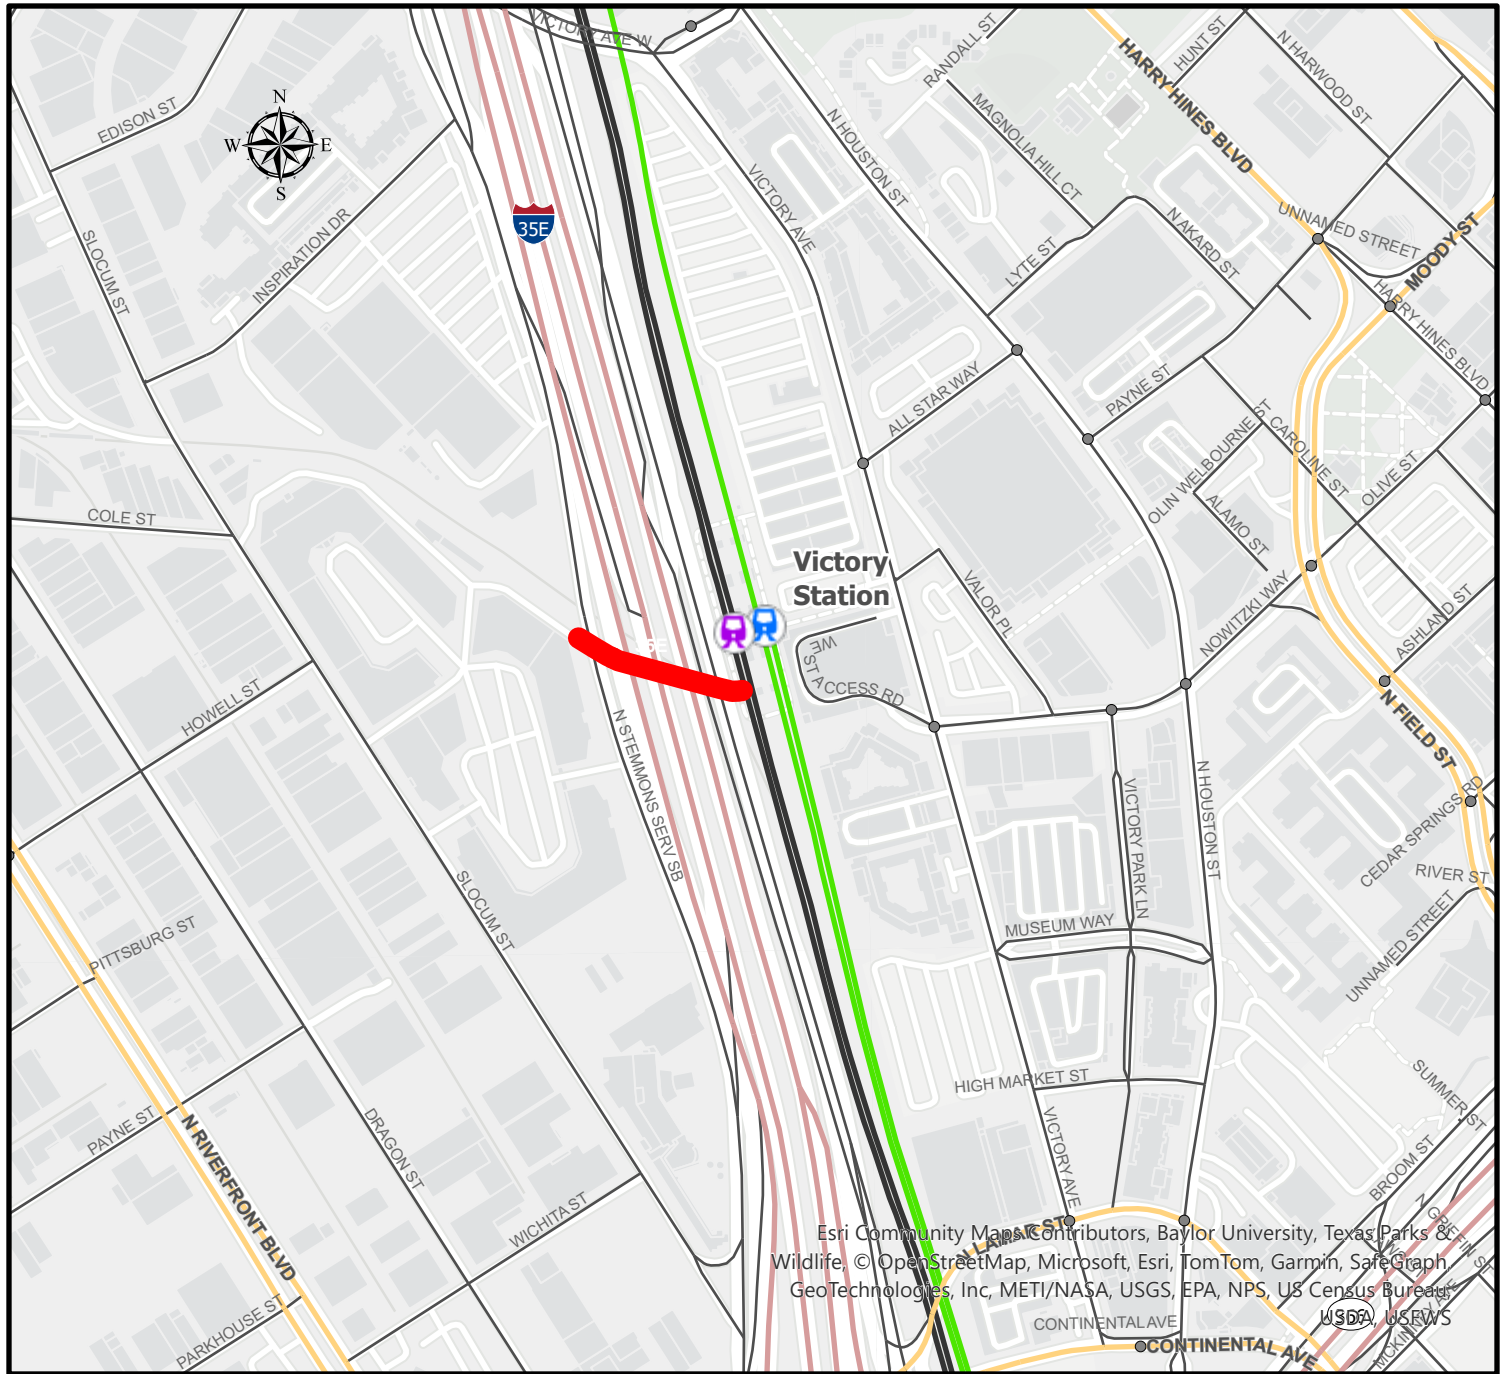 VICTORY AVE W
RANDALL ST
HARRY HINES BLVD
HUNT ST
N HARWOOD ST
EDISON ST
N
W
E
S
MAGNOLIA HILL CT
N HOUSTON ST
VICTORY AVE
35E
INSPIRATION DR
SLOCUM ST
LYTE ST
N AKARD ST
UNNAMED STREET
MOODY ST
HARRY HINES BLVD
ALL STAR WAY
PAYNE ST
OLIN WELBOURNE ST
CAROLINE ST
OLIVE ST
ALAMO ST
COLE ST
Victory
Station
VALOR PL
NOWITZKI WAY
ASHLAND ST
WEST ACCESS RD
HOWELL ST
N STEMMONS SERV SB
N FIELD ST
N HOUSTON ST
VICTORY PARK LN
CEDAR SPRINGS RD
RIVER ST
SLOCUM ST
MUSEUM WAY
UNNAMED STREET
PITTSBURG ST
HIGH MARKET ST
SUMMER ST
PAYNE ST
DRAGON ST
N RIVERFRONT BLVD
VICTORY AVE
BROOM ST
N GRIFFIN ST
WICHITA ST
N LAMAR ST
Esri Community Maps Contributors, Baylor University, Texas Parks &
Wildlife, © OpenStreetMap, Microsoft, Esri, TomTom, Garmin, SafeGraph,
GeoTechnologies, Inc, METI/NASA, USGS, EPA, NPS, US Census Bureau,
USDA, USFWS
PARKHOUSE ST
CONTINENTAL AVE
CONTINENTAL AVE
MCKINNEY AVE